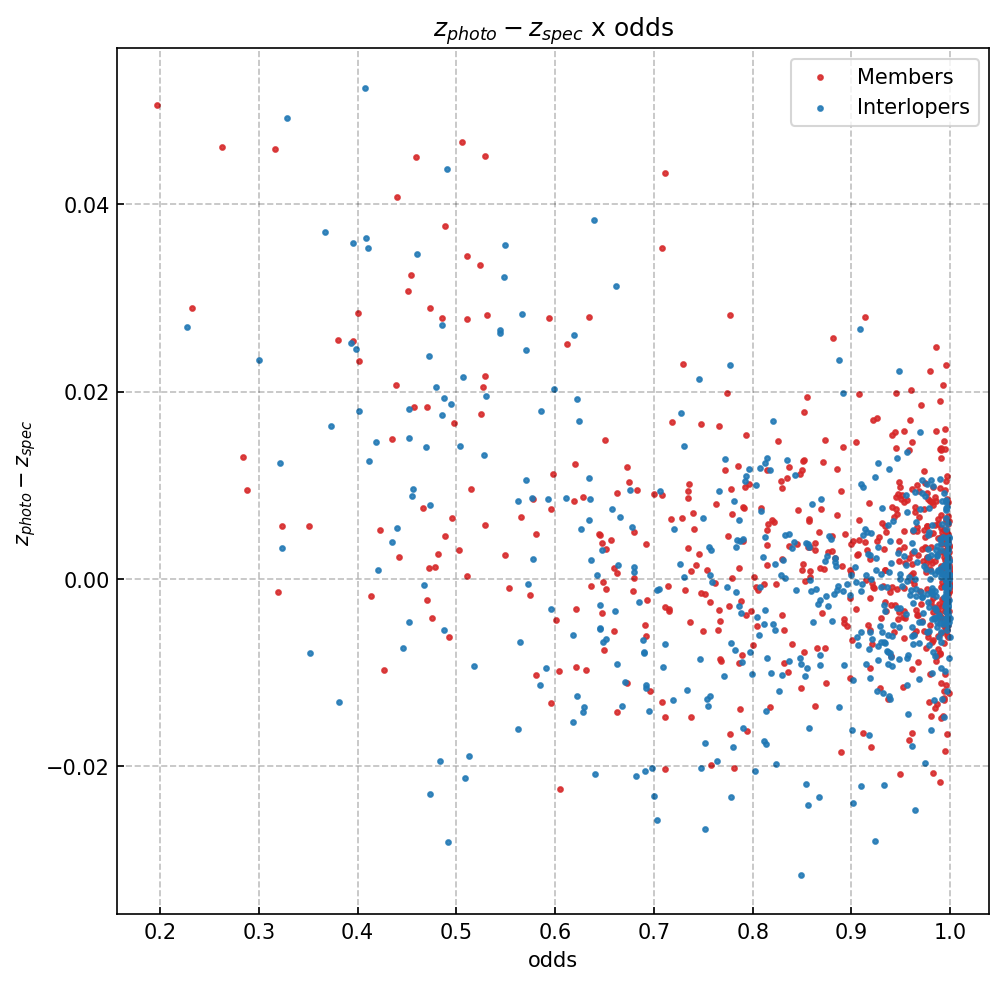 z_photo − z_spec x odds
Members
Interlopers
z_photo − z_spec
0.04
0.02
0.00
−0.02
0.2 0.3 0.4 0.5 0.6 0.7 0.8 0.9 1.0
odds